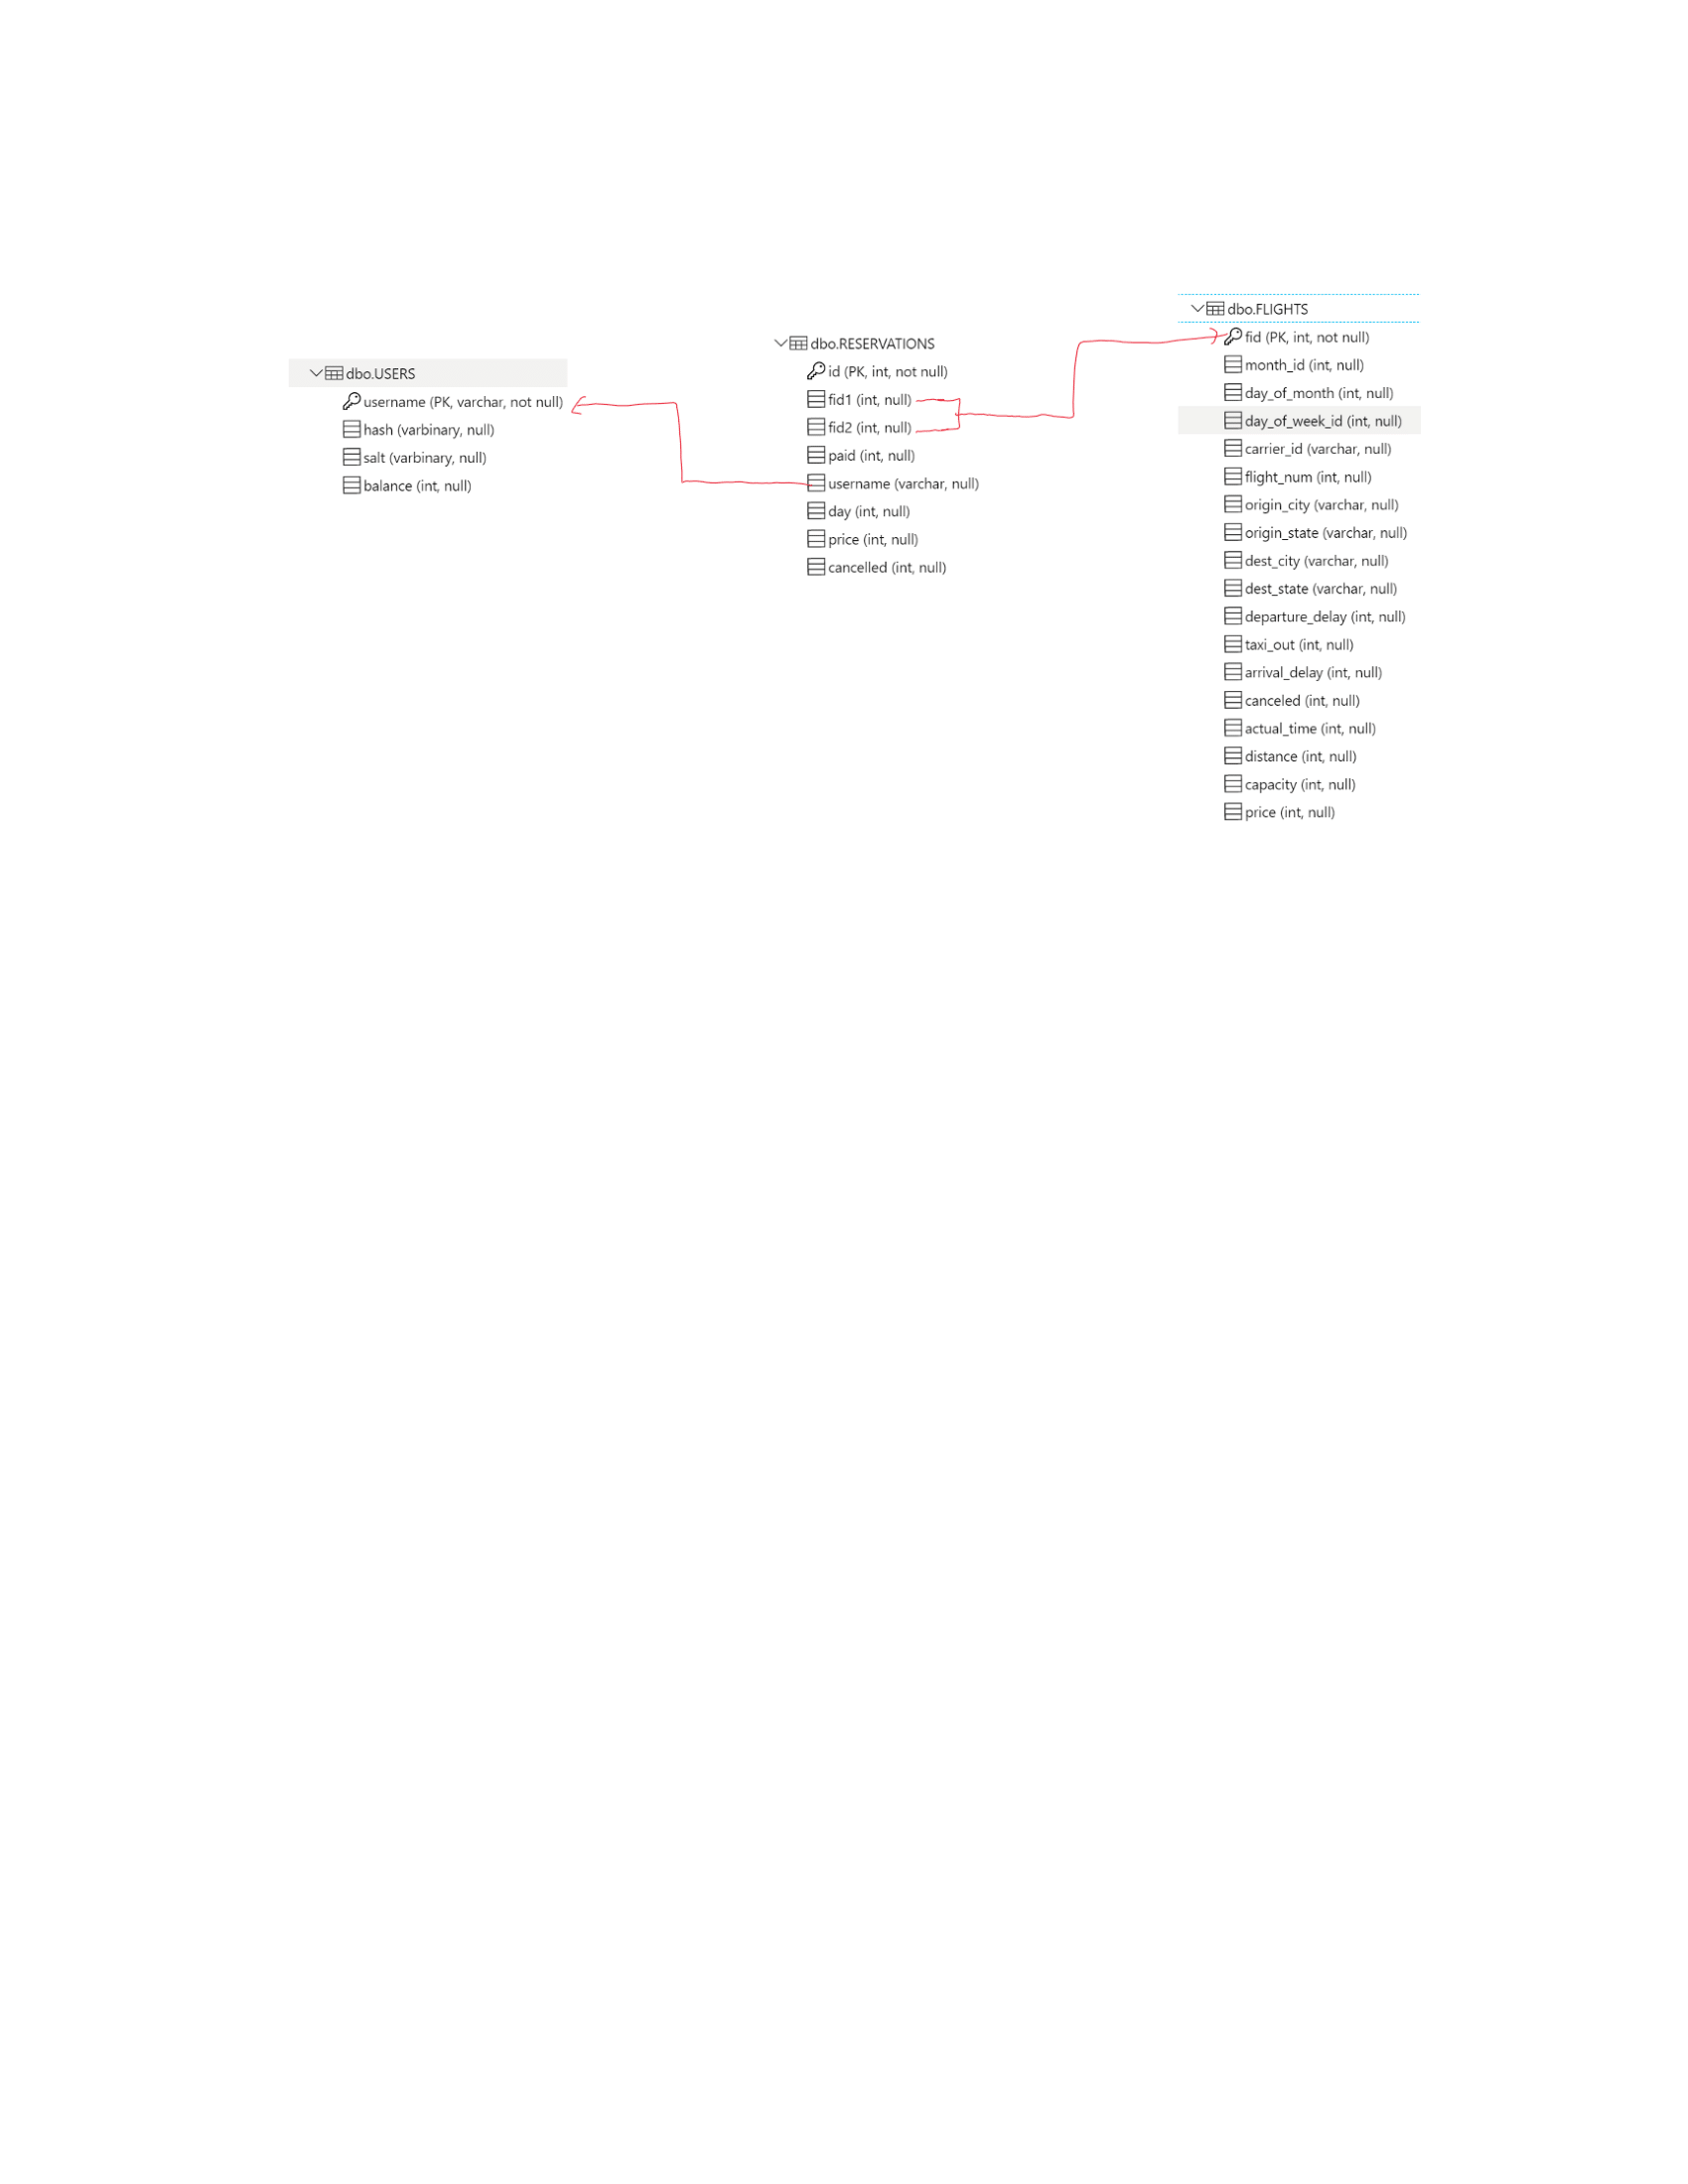 dbo.USERS
username (PK, varchar, not null)
hash (varbinary, null)
salt (varbinary, null)
balance (int, null)
dbo.RESERVATIONS
id (PK, int, not null)
fid1 (int, null)
fid2 (int, null)
paid (int, null)
username (varchar, null)
day (int, null)
price (int, null)
cancelled (int, null)
dbo.FLIGHTS
fid (PK, int, not null)
month_id (int, null)
day_of_month (int, null)
day_of_week_id (int, null)
carrier_id (varchar, null)
flight_num (int, null)
origin_city (varchar, null)
origin_state (varchar, null)
dest_city (varchar, null)
dest_state (varchar, null)
departure_delay (int, null)
taxi_out (int, null)
arrival_delay (int, null)
canceled (int, null)
actual_time (int, null)
distance (int, null)
capacity (int, null)
price (int, null)